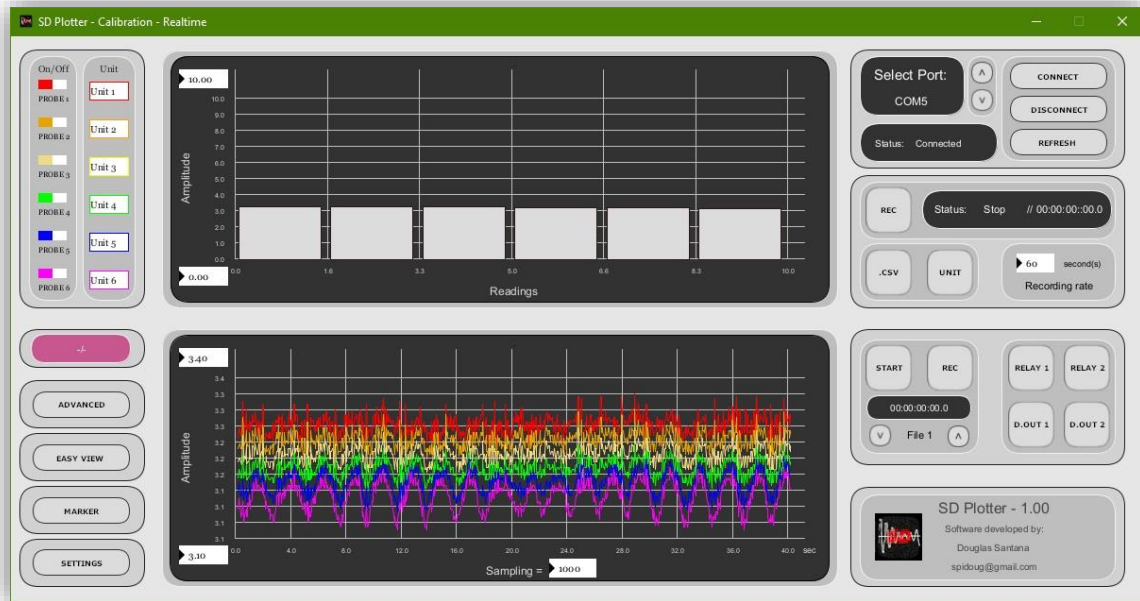 SD Plotter - Calibration - Realtime
On/Off Unit
PROBE 1 Unit 1
PROBE 2 Unit 2
PROBE 3 Unit 3
PROBE 4 Unit 4
PROBE 5 Unit 5
PROBE 6 Unit 6
-/-
ADVANCED
EASY VIEW
MARKER
SETTINGS
10.00
10.0
9.0
8.0
7.0
6.0
5.0
4.0
3.0
2.0
1.0
0.0
Amplitude
0.00
0.0 1.6 3.3 5.0 6.6 8.3 10.0
Readings
3.40
3.4
3.3
3.3
3.3
3.2
3.2
3.2
3.1
3.1
3.1
3.1
Amplitude
3.10
0.0 4.0 8.0 12.0 16.0 20.0 24.0 28.0 32.0 36.0 40.0 sec
Sampling = 1000
Select Port:
COM5
^
v
CONNECT
DISCONNECT
REFRESH
Status: Connected
REC
Status: Stop // 00:00:00::00.0
.CSV
UNIT
60 second(s)
Recording rate
START
REC
00:00:00:00.0
v File 1 ^
RELAY 1 RELAY 2
D.OUT 1 D.OUT 2
SD Plotter - 1.00
Software developed by:
Douglas Santana
spidoug@gmail.com